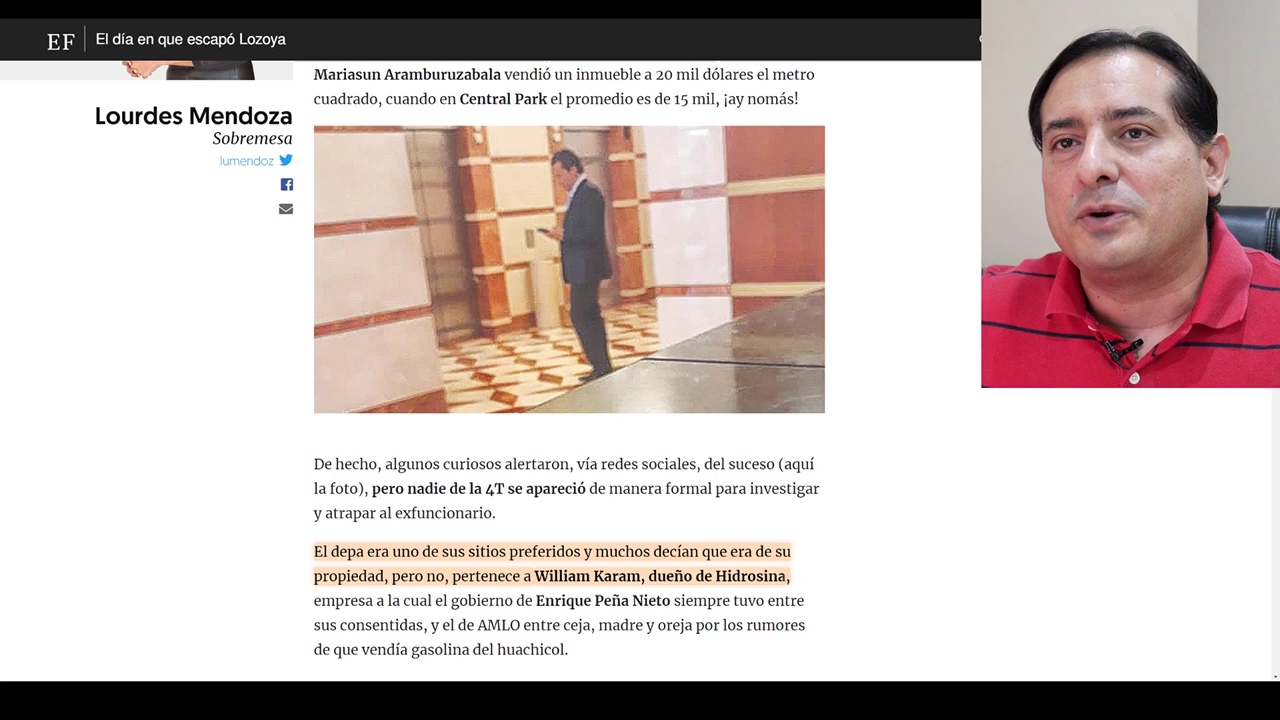 EF El día en que escapó Lozoya
Lourdes Mendoza
Sobremesa
lumendoz
Mariasun Aramburuzabala vendió un inmueble a 20 mil dólares el metro
cuadrado, cuando en Central Park el promedio es de 15 mil, ¡ay nomás!
De hecho, algunos curiosos alertaron, vía redes sociales, del suceso (aquí
la foto), pero nadie de la 4T se apareció de manera formal para investigar
y atrapar al exfuncionario.
El depa era uno de sus sitios preferidos y muchos decían que era de su
propiedad, pero no, pertenece a William Karam, dueño de Hidrosina,
empresa a la cual el gobierno de Enrique Peña Nieto siempre tuvo entre
sus consentidas, y el de AMLO entre ceja, madre y oreja por los rumores
de que vendía gasolina del huachicol.